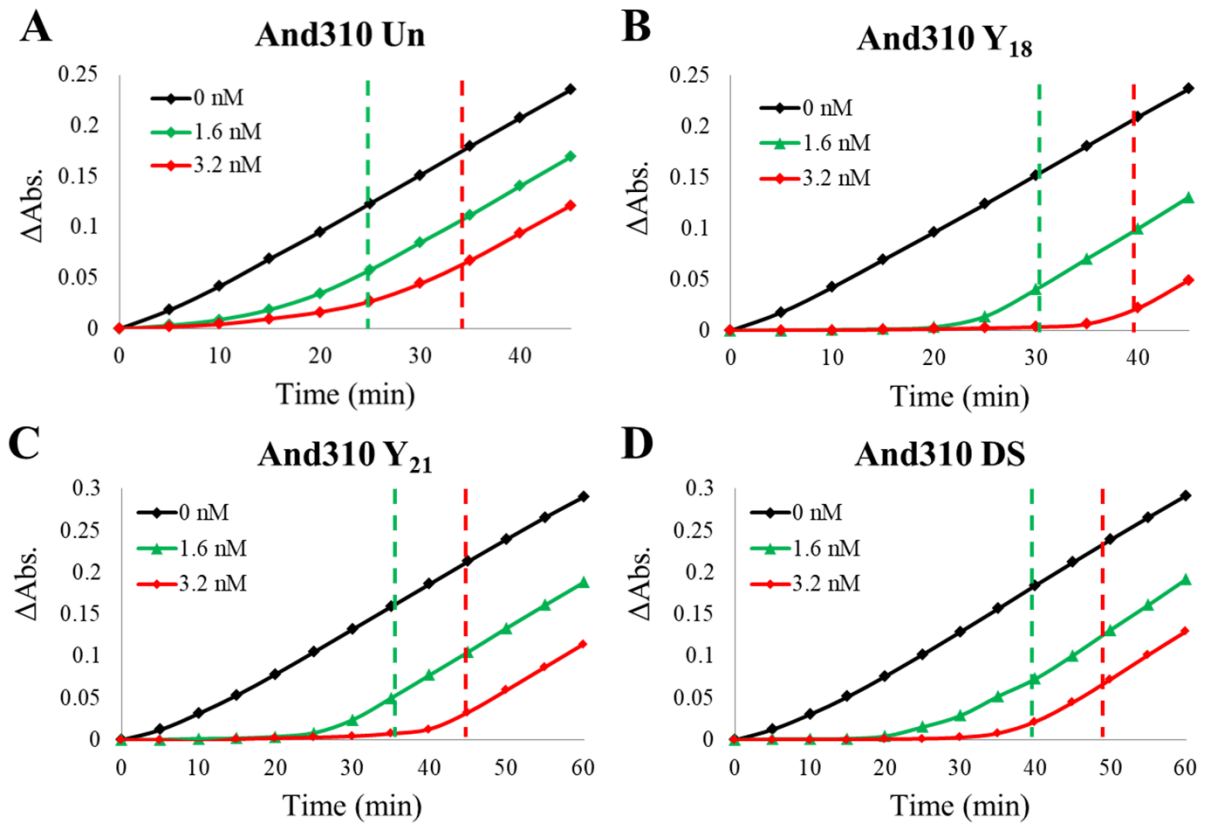 A
And310 Un
ΔAbs.
0.25
0.2
0.15
0.1
0.05
0
0 nM
1.6 nM
3.2 nM
0 10 20 30 40
Time (min)
B
And310 Y₁₈
ΔAbs.
0.25
0.2
0.15
0.1
0.05
0
0 nM
1.6 nM
3.2 nM
0 10 20 30 40
Time (min)
C
And310 Y₂₁
ΔAbs.
0.3
0.25
0.2
0.15
0.1
0.05
0
0 nM
1.6 nM
3.2 nM
0 10 20 30 40 50 60
Time (min)
D
And310 DS
ΔAbs.
0.3
0.25
0.2
0.15
0.1
0.05
0
0 nM
1.6 nM
3.2 nM
0 10 20 30 40 50 60
Time (min)